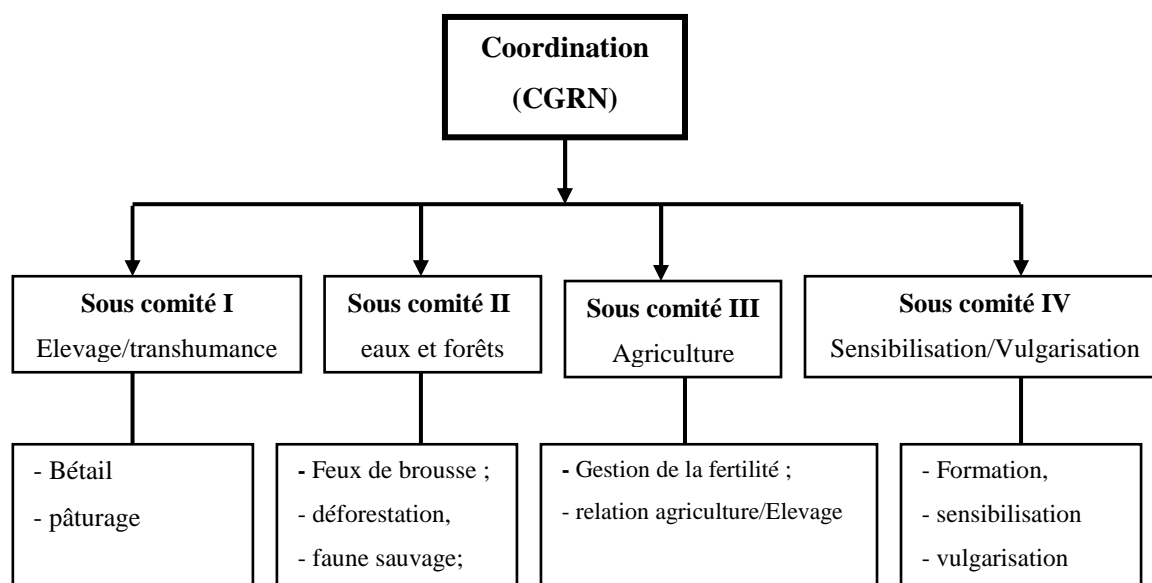 Coordination
(CGRN)
Sous comité I
Elevage/transhumance
Sous comité II
eaux et forêts
Sous comité III
Agriculture
Sous comité IV
Sensibilisation/Vulgarisation
- Bétail
- pâturage
- Feux de brousse ;
- déforestation,
- faune sauvage;
- Gestion de la fertilité ;
- relation agriculture/Elevage
- Formation,
- sensibilisation
- vulgarisation